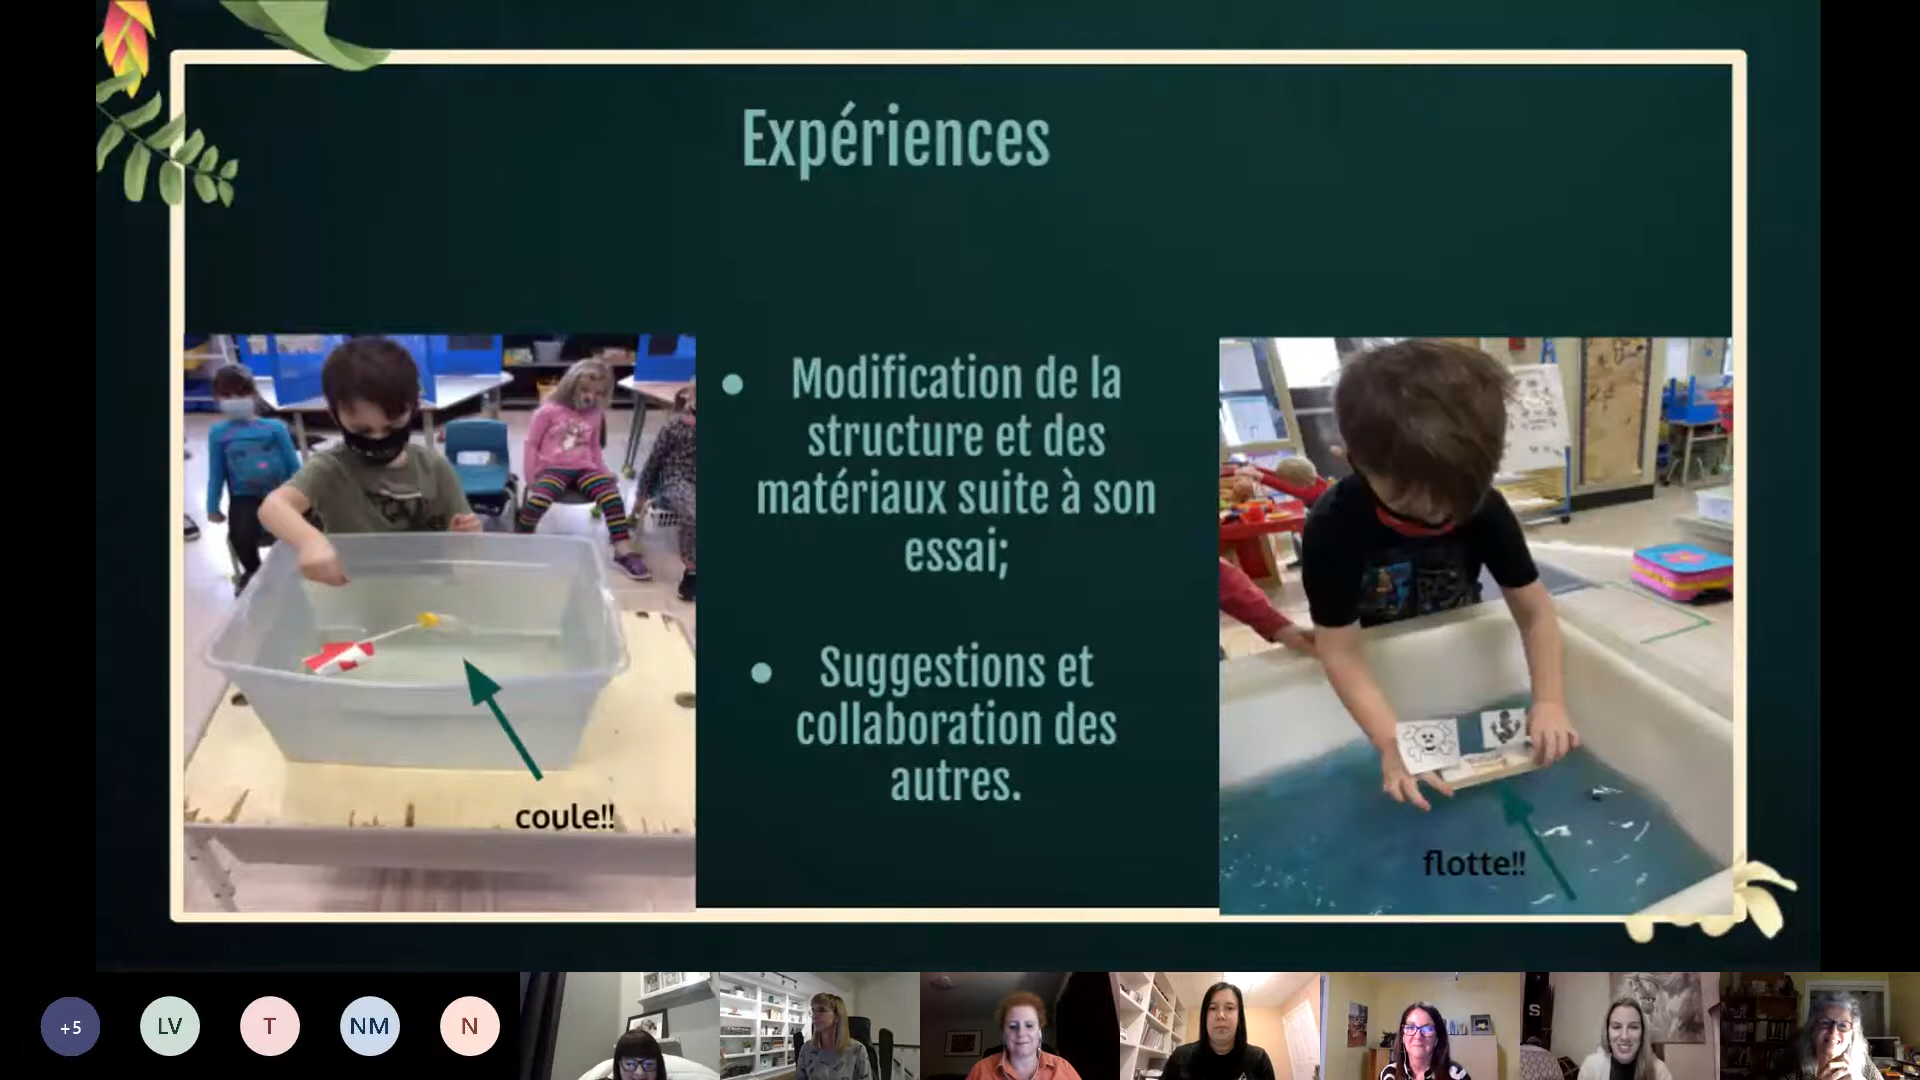 Expériences
Modification de la
structure et des
matériaux suite à son
essai;
Suggestions et
collaboration des
autres.
coule!!
flotte!!
+5
LV
T
NM
N
S